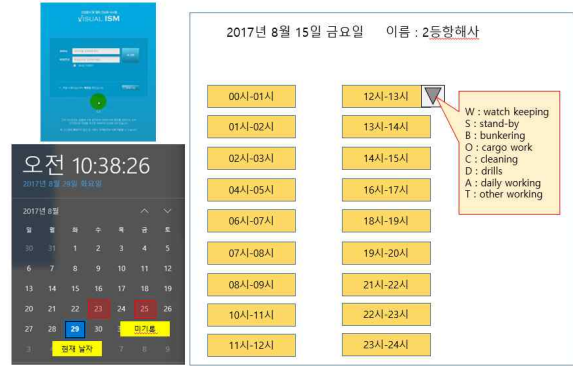 VISUAL ISM
오전 10:38:26
2017년 8월 29일 화요일
2017년 8월
일 월 화 수 목 금 토
30 31 1 2 3 4 5
6 7 8 9 10 11 12
13 14 15 16 17 18 19
20 21 22 23 24 25 26
27 28 29 30 미기록
3 현재 날자 7 8 9
2017년 8월 15일 금요일 이름 : 2등항해사
00시-01시
01시-02시
02시-03시
04시-05시
06시-07시
07시-08시
08시-09시
10시-11시
11시-12시
12시-13시
13시-14시
14시-15시
16시-17시
18시-19시
19시-20시
21시-22시
22시-23시
23시-24시
W : watch keeping
S : stand-by
B : bunkering
O : cargo work
C : cleaning
D : drills
A : daily working
T : other working